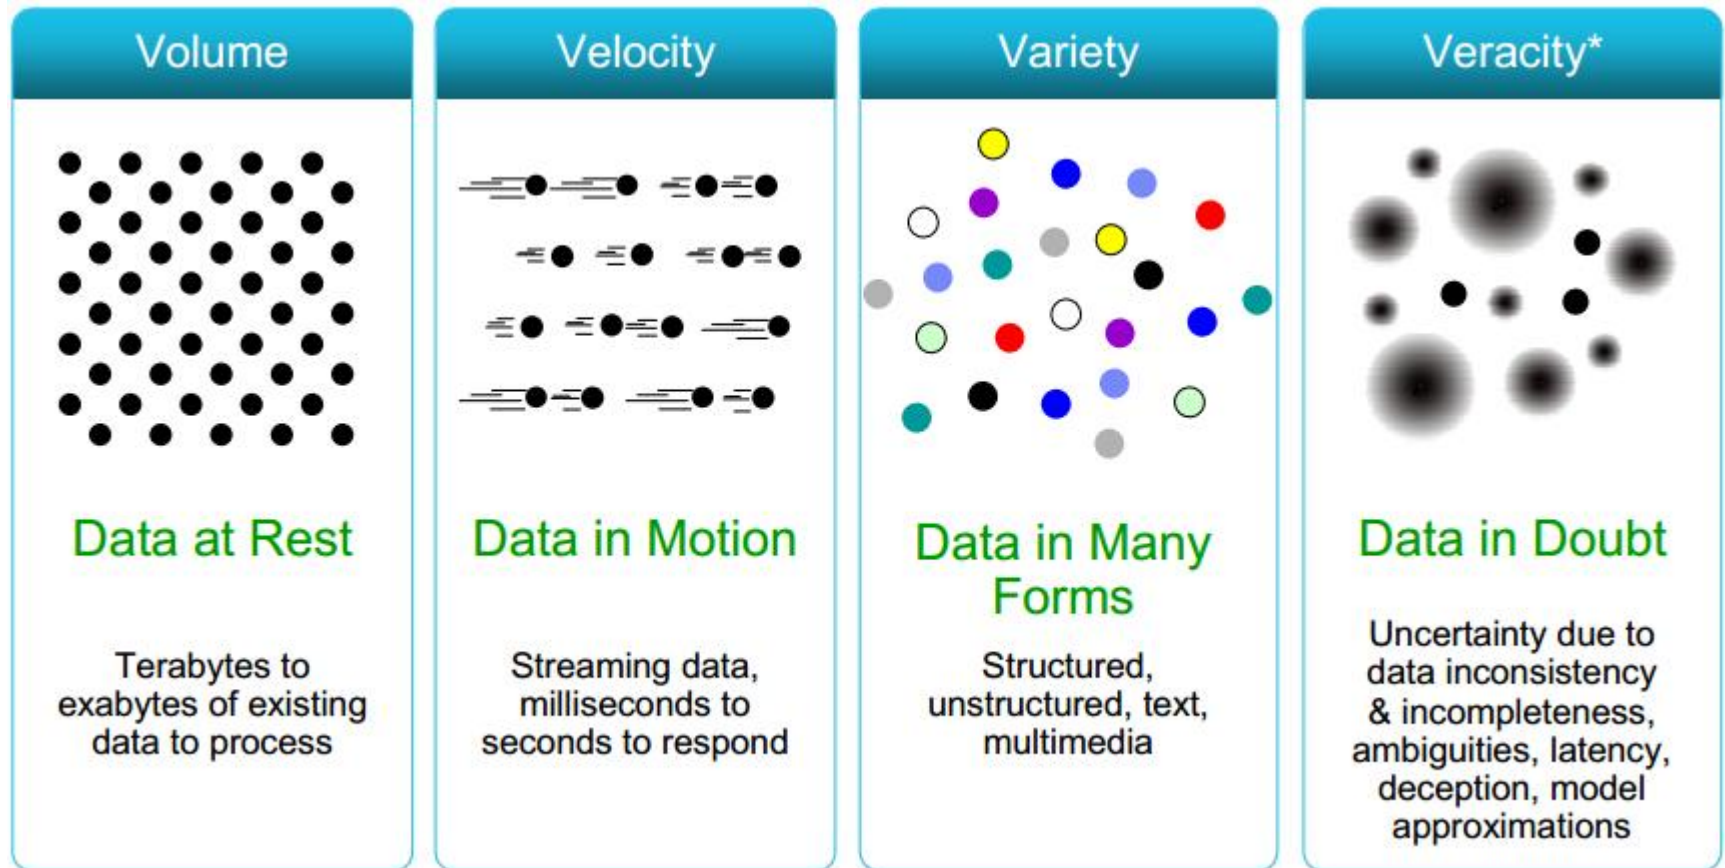 Volume
Data at Rest
Terabytes to
exabytes of existing
data to process
Velocity
Data in Motion
Streaming data,
milliseconds to
seconds to respond
Variety
Data in Many
Forms
Structured,
unstructured, text,
multimedia
Veracity*
Data in Doubt
Uncertainty due to
data inconsistency
& incompleteness,
ambiguities, latency,
deception, model
approximations